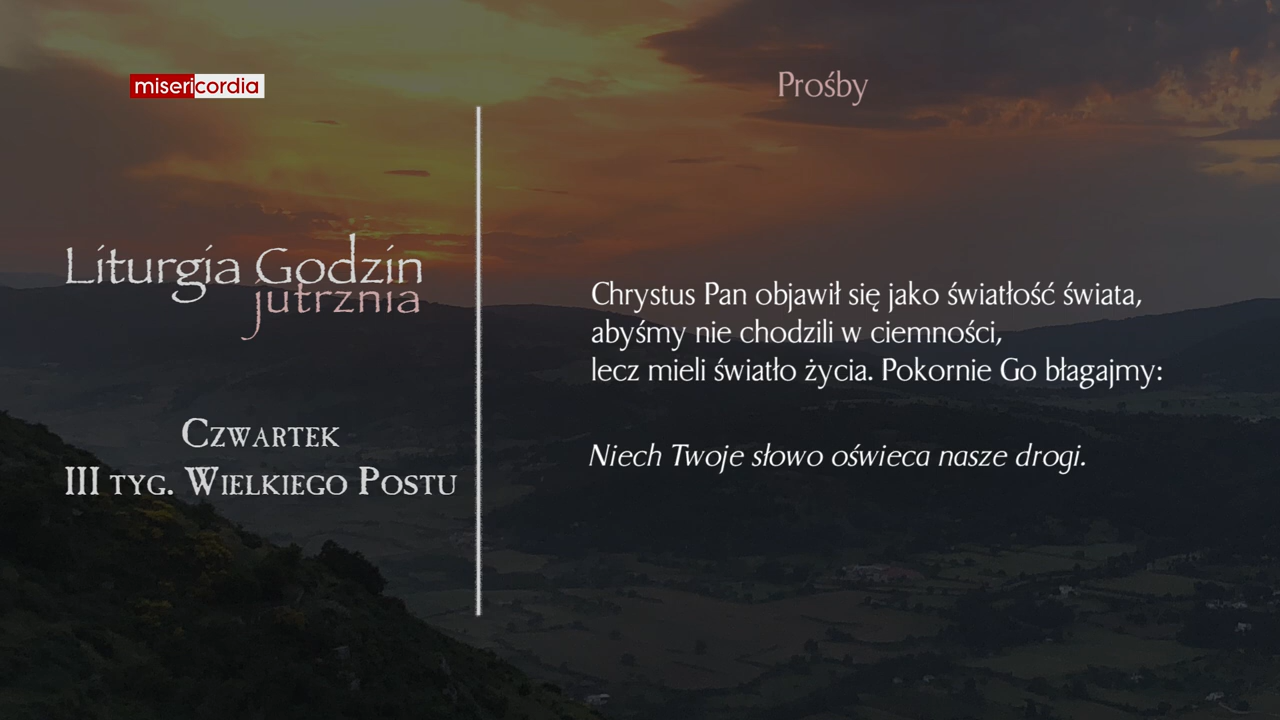 misericordia
Liturgia Godzin
jutrznia
Czwartek
III tyg. Wielkiego Postu
Prośby
Chrystus Pan objawił się jako światłość świata,
abyśmy nie chodzili w ciemności,
lecz mieli światło życia. Pokornie Go błagajmy:
Niech Twoje słowo oświeca nasze drogi.